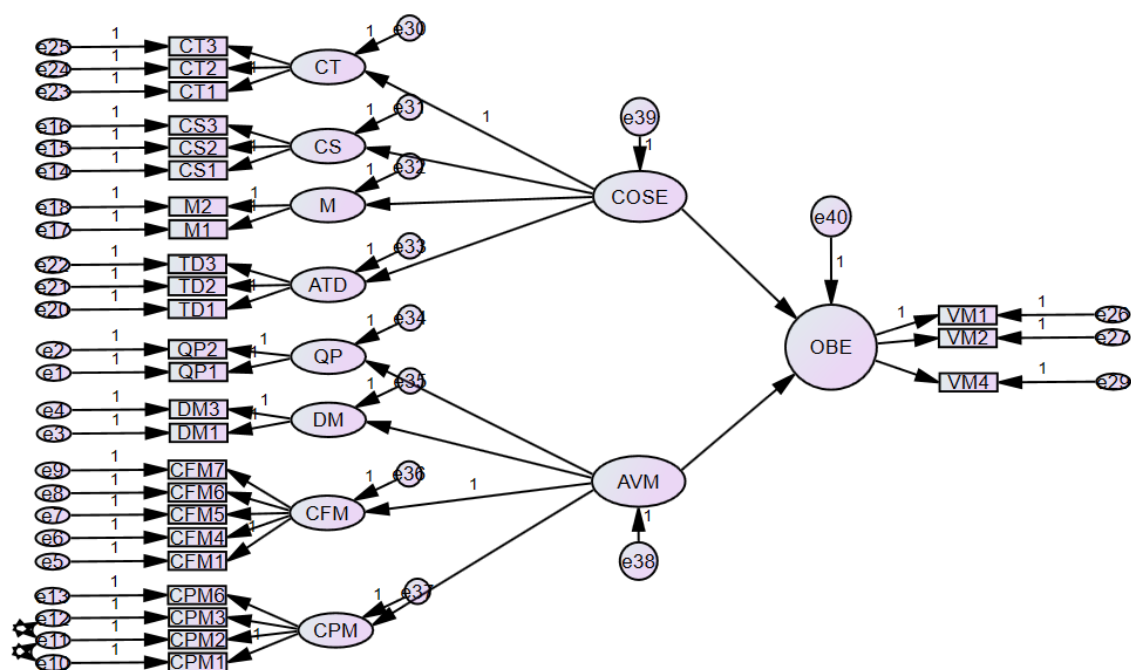 e25 1 CT3
e24 1 CT2
e23 1 CT1
1 CT 1 e30
e16 1 CS3
e15 1 CS2
e14 1 CS1
1 CS 1 e31
e18 1 M2
e17 1 M1
1 M 1 e32
e22 1 TD3
e21 1 TD2
e20 1 TD1
1 ATD 1 e33
e2 1 QP2
e1 1 QP1
1 QP 1 e34
e4 1 DM3
e3 1 DM1
1 DM 1 e35
e9 1 CFM7
e8 1 CFM6
e7 1 CFM5
e6 1 CFM4
e5 1 CFM1
1 CFM 1 e36
e13 1 CPM6
e12 1 CPM3
e11 1 CPM2
e10 1 CPM1
1 CPM 1 e37
1
e39
1
COSE
1
AVM
1
e38
e40
1
OBE
1 VM1 1 e26
VM2 1 e27
VM4 1 e29